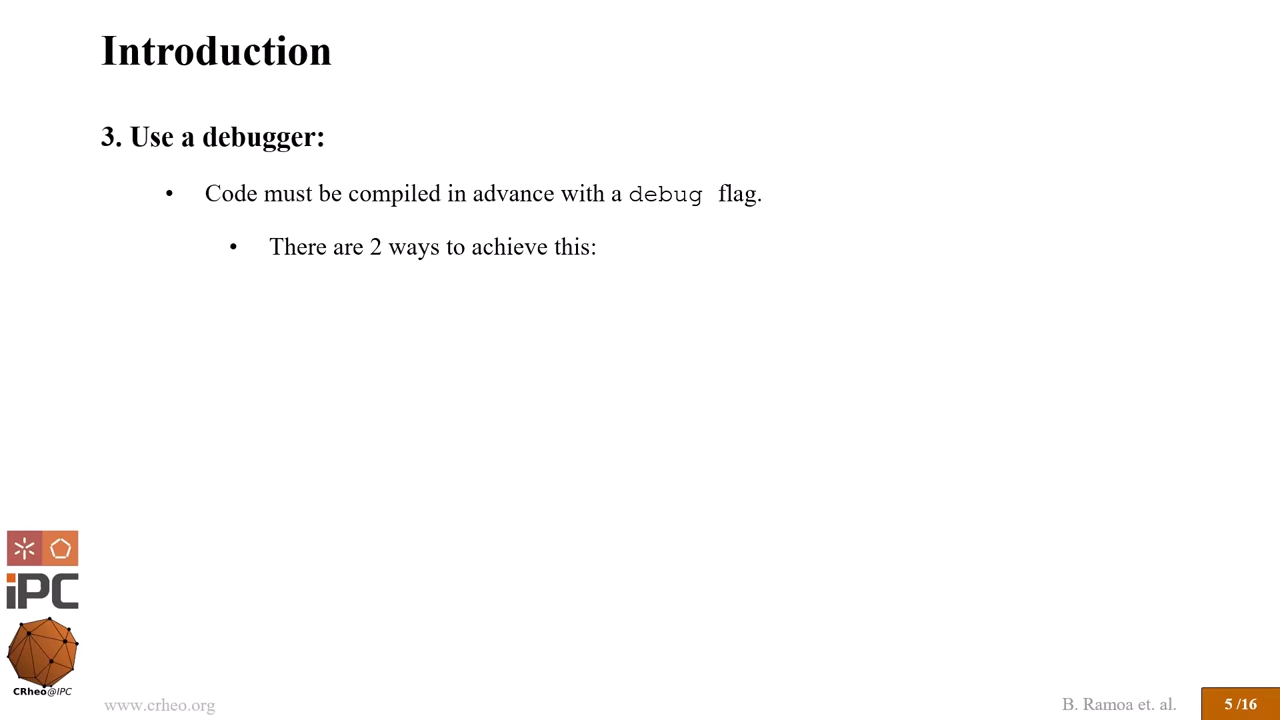 Introduction
3. Use a debugger:
• Code must be compiled in advance with a debug flag.
• There are 2 ways to achieve this:
iPC
CRheo@IPC
www.crheo.org
B. Ramoa et. al.
5 /16